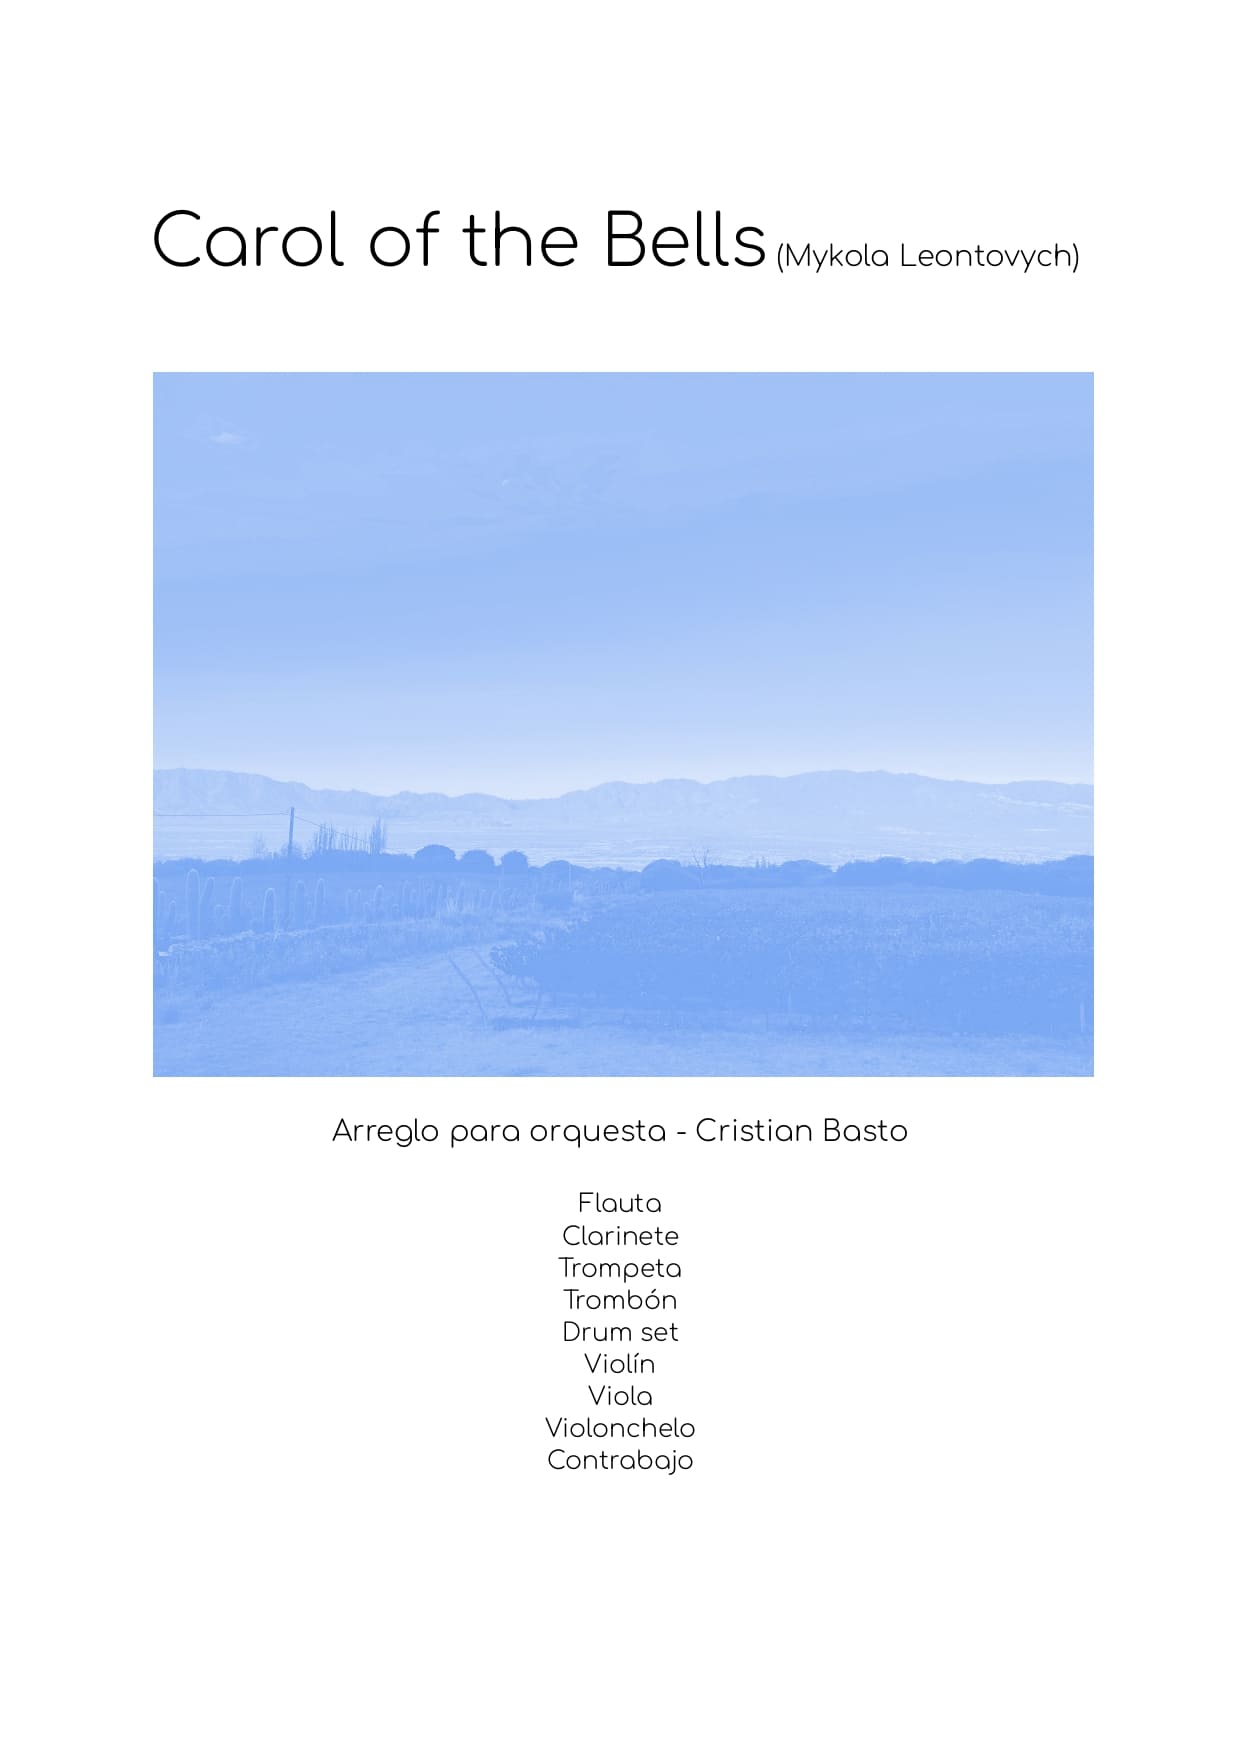 Carol of the Bells (Mykola Leontovych)
Arreglo para orquesta - Cristian Basto
Flauta
Clarinete
Trompeta
Trombón
Drum set
Violín
Viola
Violonchelo
Contrabajo